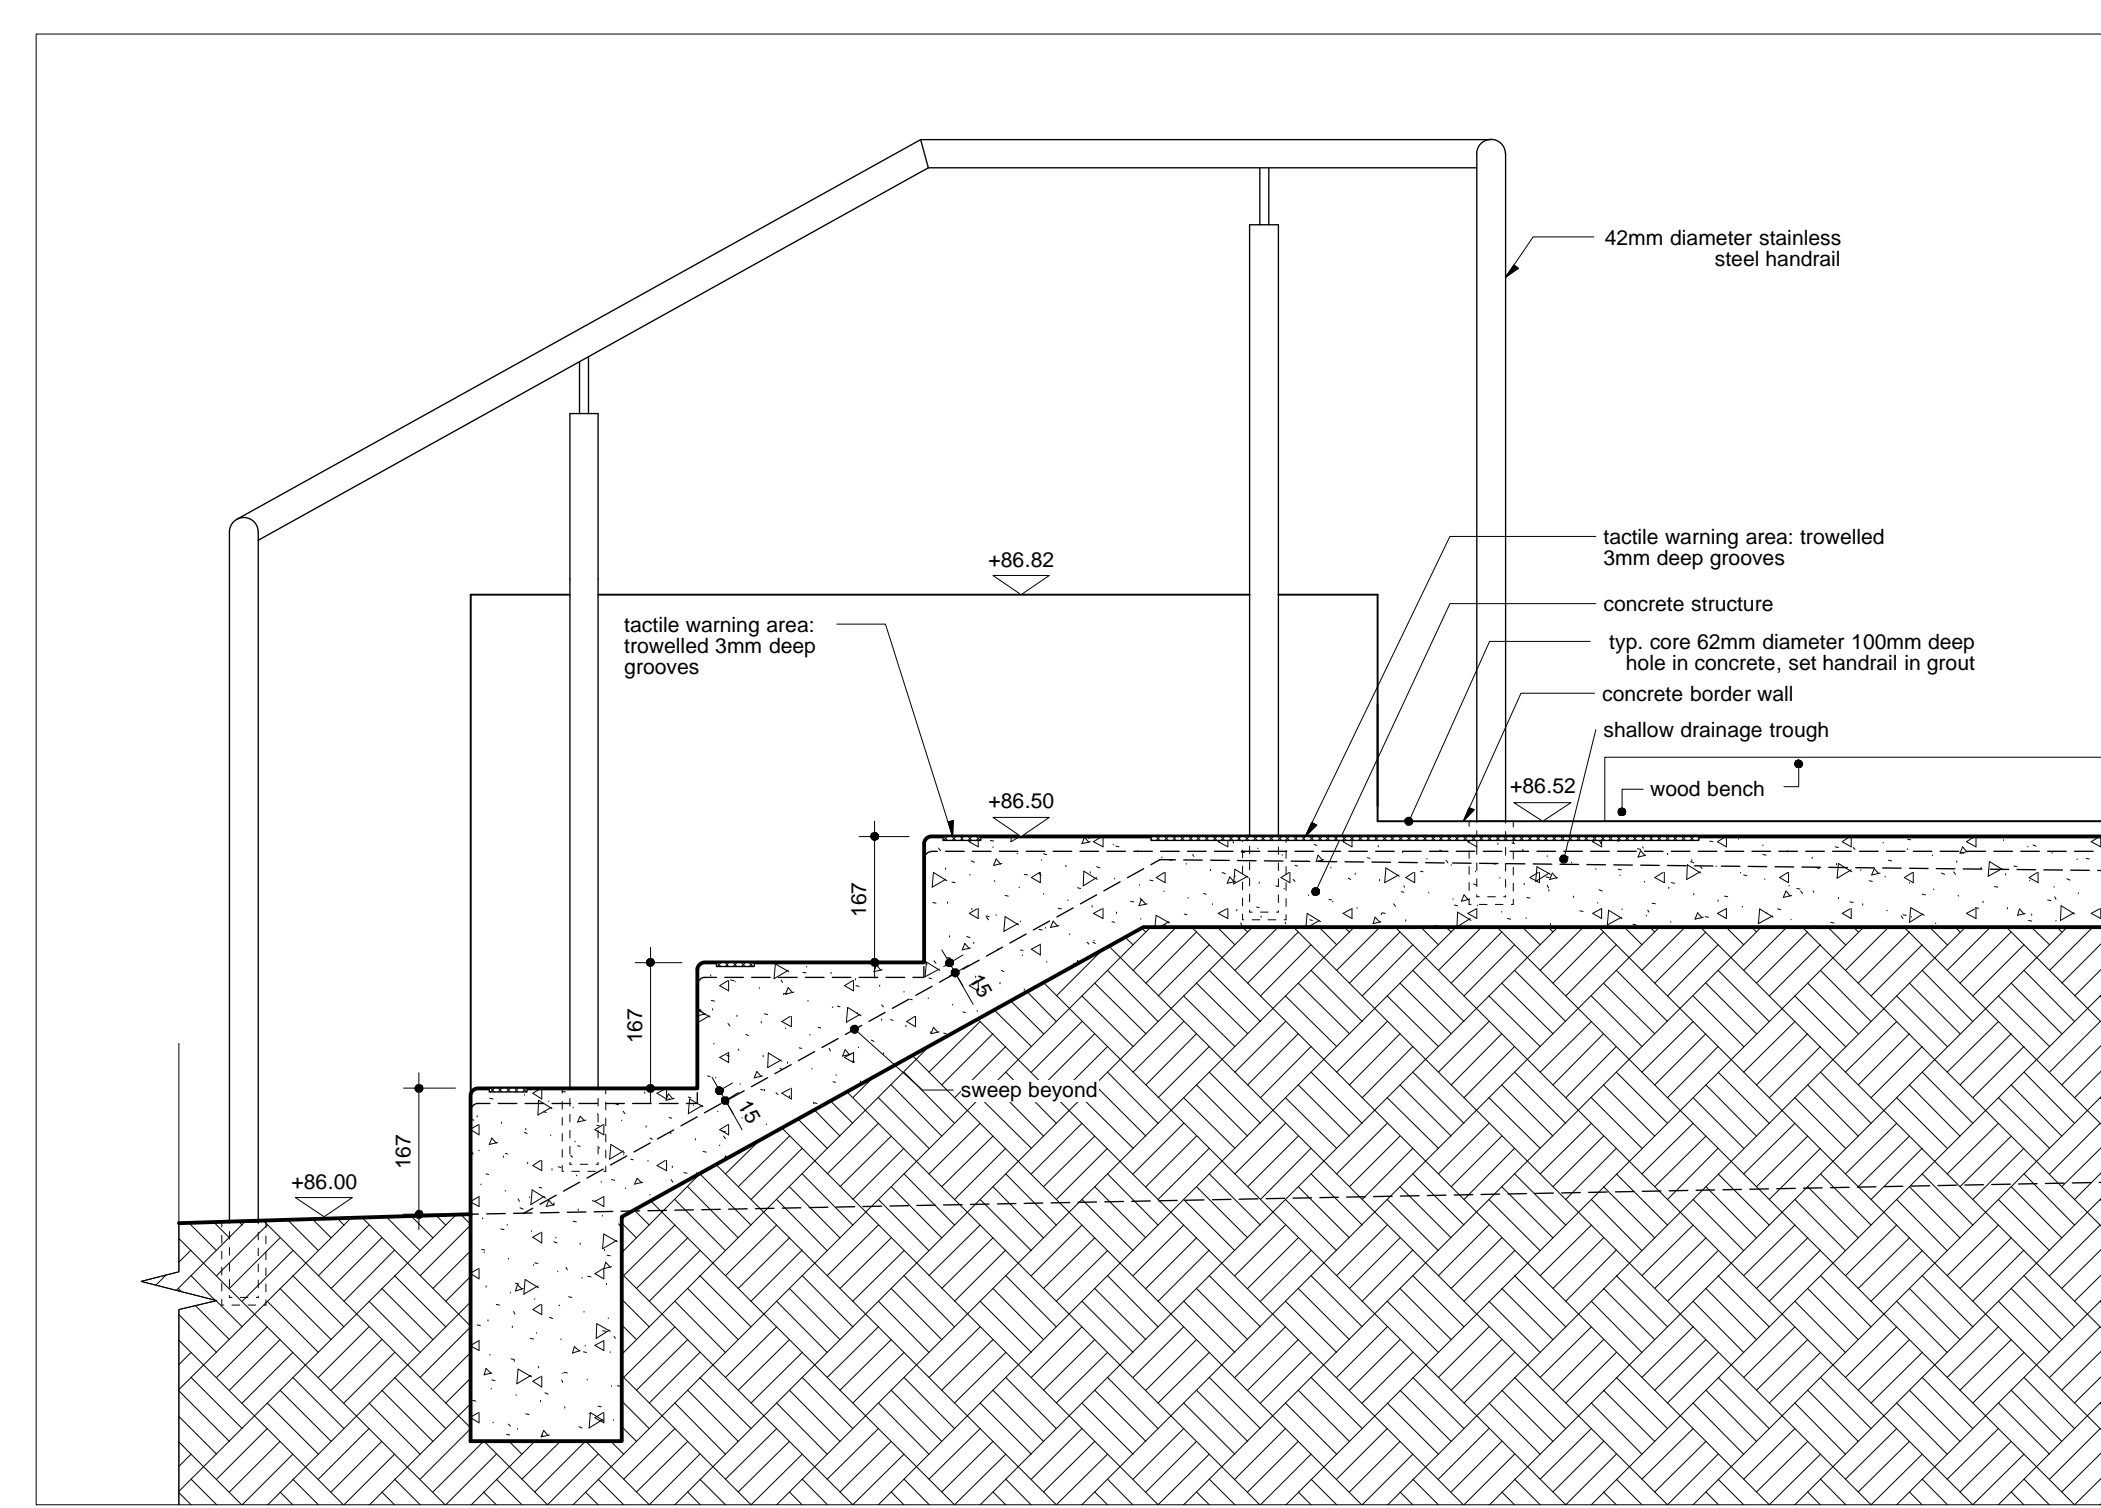 42mm diameter stainless
steel handrail
tactile warning area: trowelled
3mm deep grooves
+86.82
concrete structure
tactile warning area:
trowelled 3mm deep
grooves
typ. core 62mm diameter 100mm deep
hole in concrete, set handrail in grout
concrete border wall
shallow drainage trough
+86.50
+86.52
wood bench
167
15
167
sweep beyond
15
167
+86.00